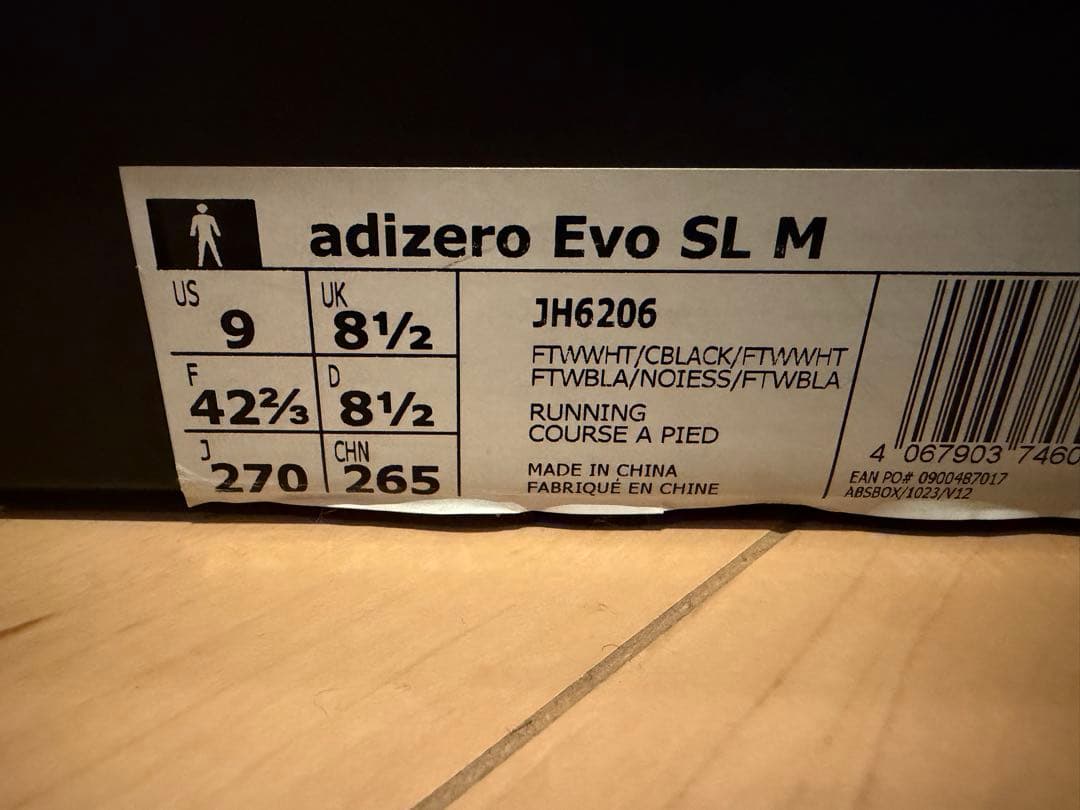 adizero Evo SL M
US 9
UK 8½
F 42⅔
D 8½
J 270
CHN 265
JH6206
FTWWHT/CBLACK/FTWWHT
FTWBLA/NOIESS/FTWBLA
RUNNING
COURSE A PIED
MADE IN CHINA
FABRIQUÉ EN CHINE
4 067903 7460
EAN PO# 0900487017
ABSBOX/1023/V12